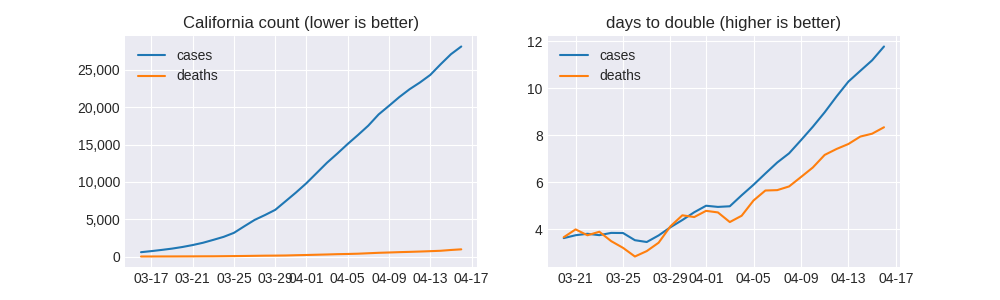 California count (lower is better)
cases
deaths
25,000
20,000
15,000
10,000
5,000
0
03-17 03-21 03-25 03-29 04-01 04-05 04-09 04-13 04-17
days to double (higher is better)
cases
deaths
12
10
8
6
4
03-21 03-25 03-29 04-01 04-05 04-09 04-13 04-17